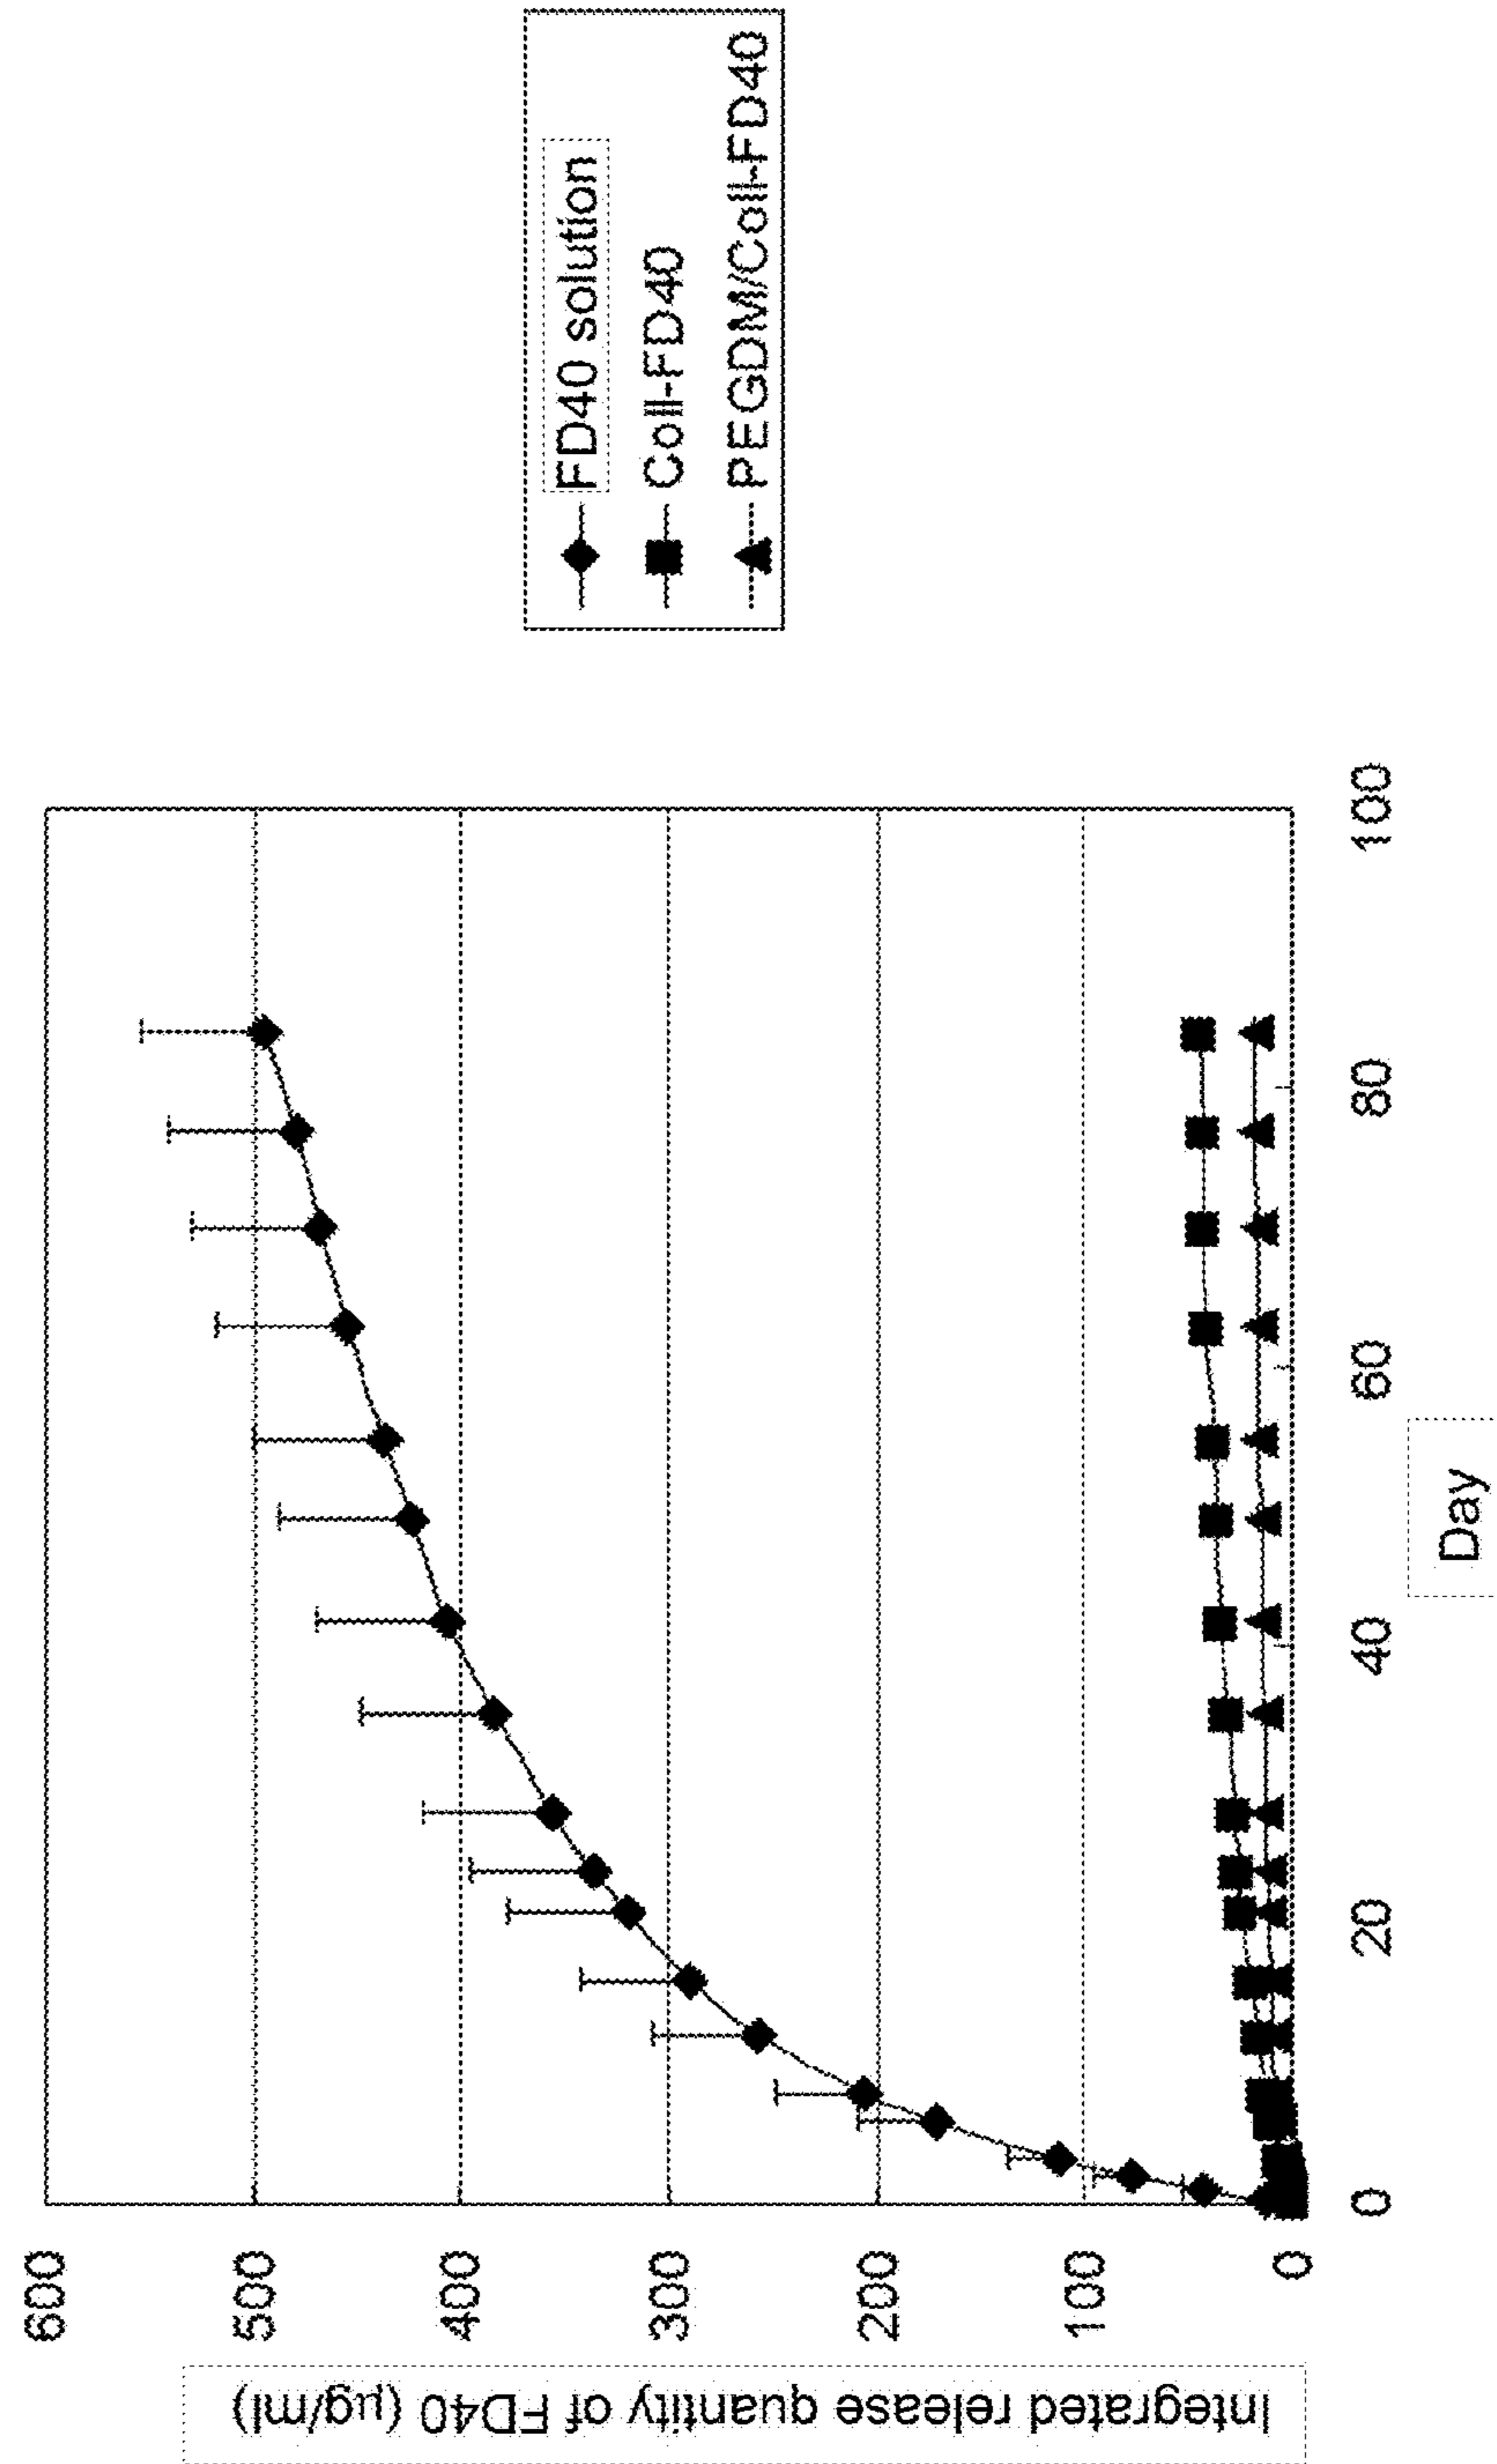 Integrated release quantity of FD40 (µg/ml)
600
500
400
300
200
100
0
0
20
40
60
80
100
Day
FD40 solution
Coll-FD40
PEGDM/Coll-FD40